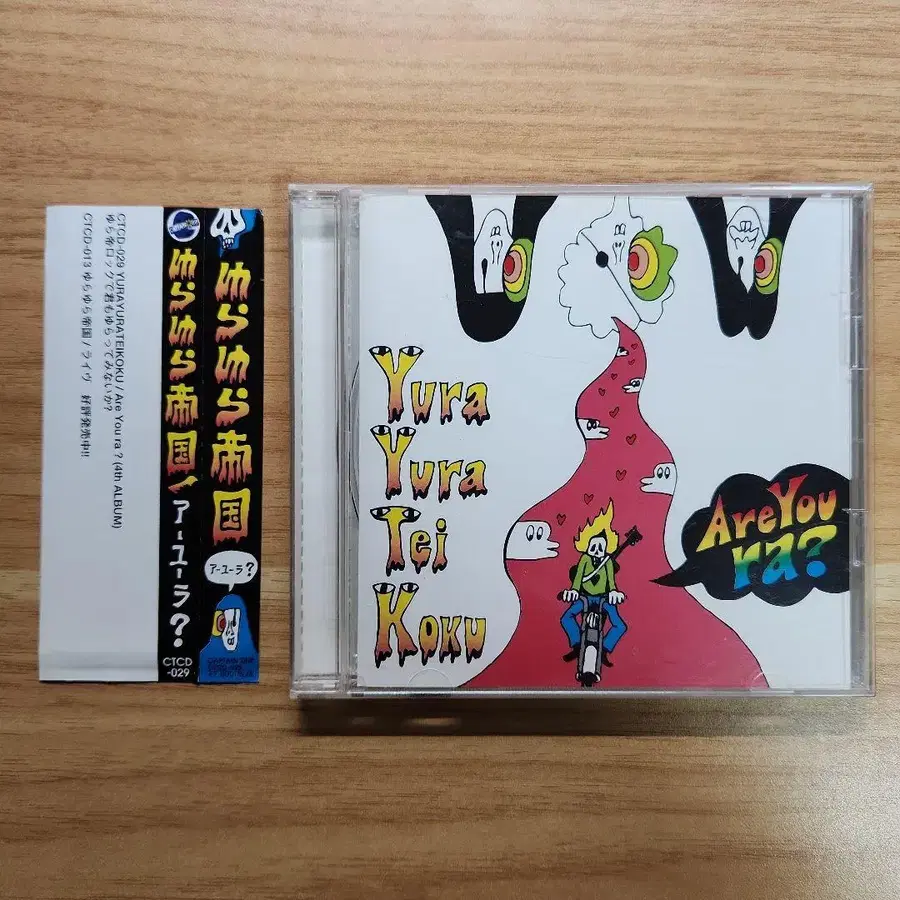 CTCD-029 YURAYURATEIKOKU / Are You ra ? (4th ALBUM)
ゆら帝ロックで君もゆらってみないか?
CTCD-013 ゆらゆら帝国 / ライヴ 好評発売中!!
ゆらゆら帝国/アーユーラ?
CTCD
-029
ゆらゆら帝国
アーユーラ?
Yura
Yura
Tei
Koku
Are You
ra?